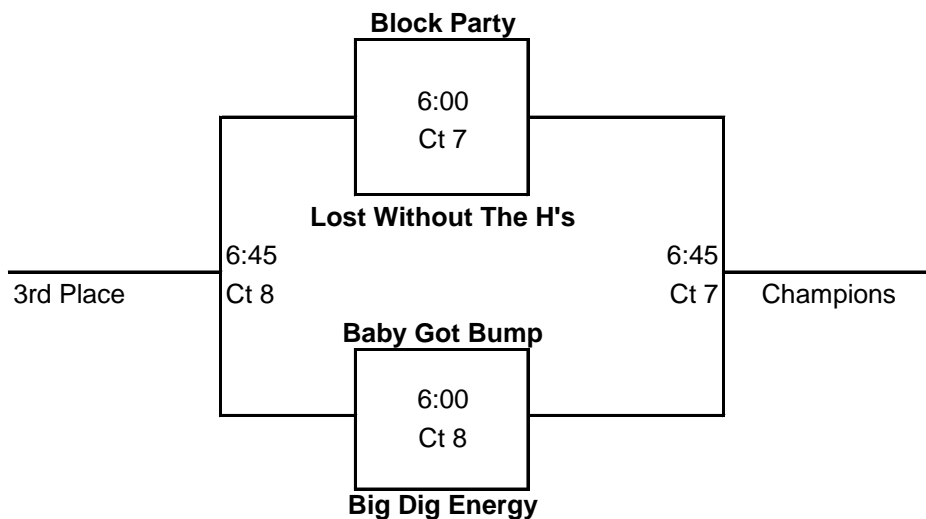 Block Party
6:00
Ct 7
Lost Without The H's
6:45
Ct 8
3rd Place
6:45
Ct 7
Champions
Baby Got Bump
6:00
Ct 8
Big Dig Energy